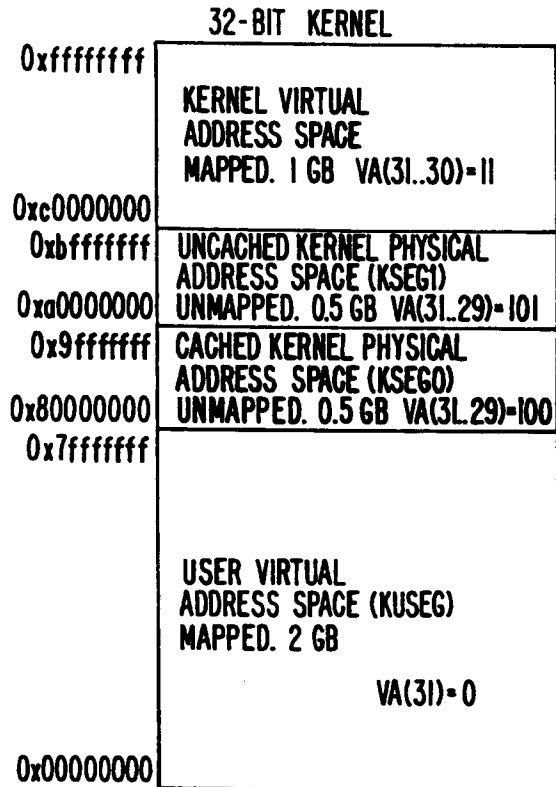 32-BIT KERNEL
0xffffffff
KERNEL VIRTUAL
ADDRESS SPACE
MAPPED. 1 GB VA(31..30)=11
0xc0000000
0xbfffffff
UNCACHED KERNEL PHYSICAL
ADDRESS SPACE (KSEG1)
0xa0000000
UNMAPPED. 0.5 GB VA(31..29)=101
0x9fffffff
CACHED KERNEL PHYSICAL
ADDRESS SPACE (KSEG0)
0x80000000
UNMAPPED. 0.5 GB VA(31..29)=100
0x7fffffff
USER VIRTUAL
ADDRESS SPACE (KUSEG)
MAPPED. 2 GB
VA(31)=0
0x00000000